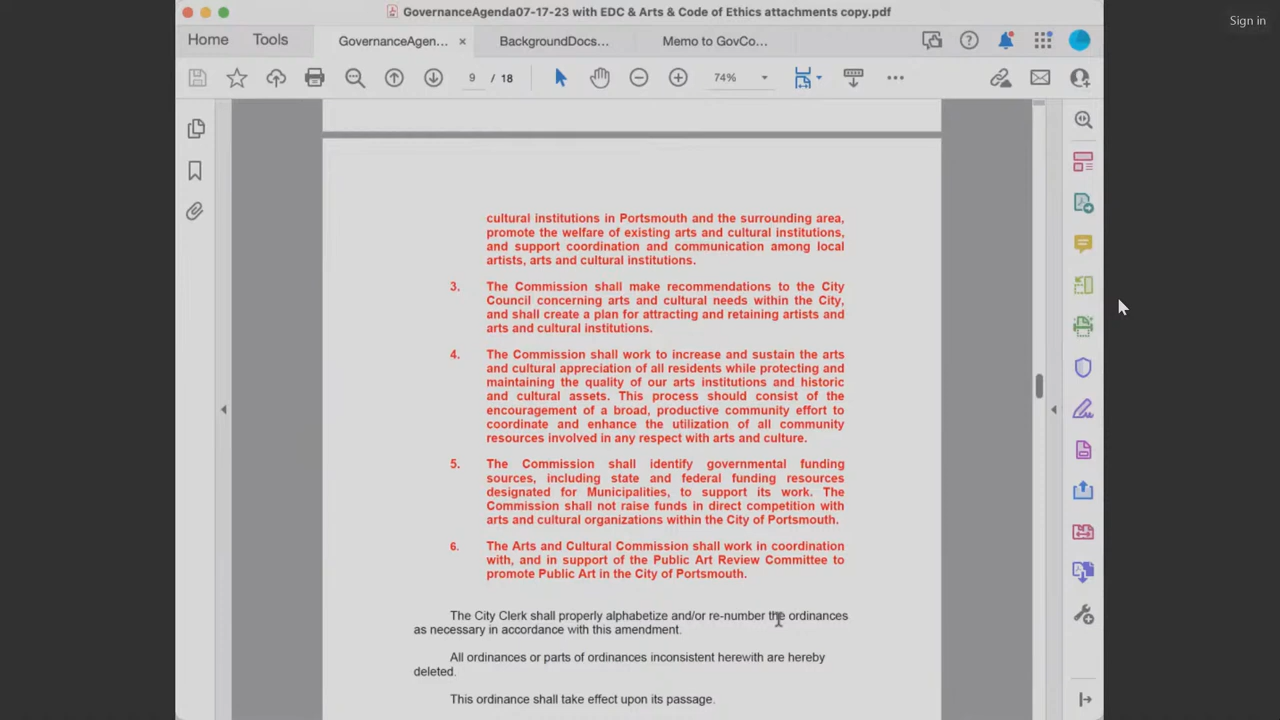 Sign in
GovernanceAgenda07-17-23 with EDC & Arts & Code of Ethics attachments copy.pdf
Home
Tools
GovernanceAgen...
BackgroundDocs...
Memo to GovCo...
9 / 18
74%
cultural institutions in Portsmouth and the surrounding area,
promote the welfare of existing arts and cultural institutions,
and support coordination and communication among local
artists, arts and cultural institutions.
3. The Commission shall make recommendations to the City
Council concerning arts and cultural needs within the City,
and shall create a plan for attracting and retaining artists and
arts and cultural institutions.
4. The Commission shall work to increase and sustain the arts
and cultural appreciation of all residents while protecting and
maintaining the quality of our arts institutions and historic
and cultural assets. This process should consist of the
encouragement of a broad, productive community effort to
coordinate and enhance the utilization of all community
resources involved in any respect with arts and culture.
5. The Commission shall identify governmental funding
sources, including state and federal funding resources
designated for Municipalities, to support its work. The
Commission shall not raise funds in direct competition with
arts and cultural organizations within the City of Portsmouth.
6. The Arts and Cultural Commission shall work in coordination
with, and in support of the Public Art Review Committee to
promote Public Art in the City of Portsmouth.
The City Clerk shall properly alphabetize and/or re-number the ordinances
as necessary in accordance with this amendment.
All ordinances or parts of ordinances inconsistent herewith are hereby
deleted.
This ordinance shall take effect upon its passage.